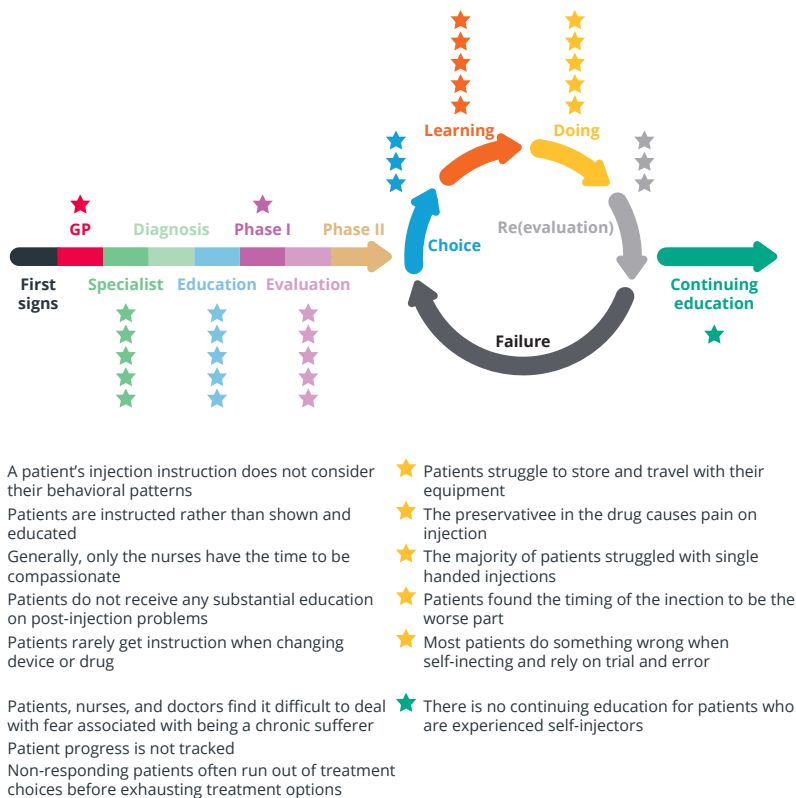 Learning
Doing
GP
Diagnosis
Phase I
Phase II
Choice
Re(evaluation)
First
signs
Specialist
Education
Evaluation
Continuing
education
Failure
A patient's injection instruction does not consider
their behavioral patterns
Patients are instructed rather than shown and
educated
Generally, only the nurses have the time to be
compassionate
Patients do not receive any substantial education
on post-injection problems
Patients rarely get instruction when changing
device or drug
Patients, nurses, and doctors find it difficult to deal
with fear associated with being a chronic sufferer
Patient progress is not tracked
Non-responding patients often run out of treatment
choices before exhausting treatment options
Patients struggle to store and travel with their
equipment
The preservativee in the drug causes pain on
injection
The majority of patients struggled with single
handed injections
Patients found the timing of the inection to be the
worse part
Most patients do something wrong when
self-inecting and rely on trial and error
There is no continuing education for patients who
are experienced self-injectors